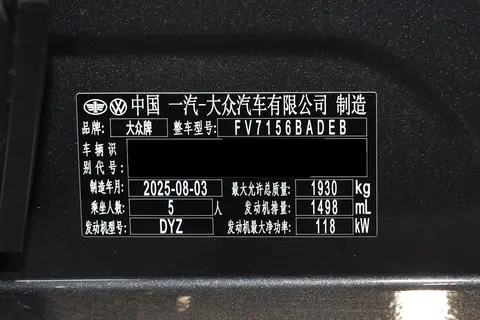 中国 一汽-大众汽车有限公司 制造
品牌: 大众牌 整车型号: FV7156BADEB
车辆识
别代号:
制造年月: 2025-08-03 最大允许总质量: 1930 kg
乘坐人数: 5 人 发动机排量: 1498 mL
发动机型号: DYZ 发动机最大净功率: 118 kW